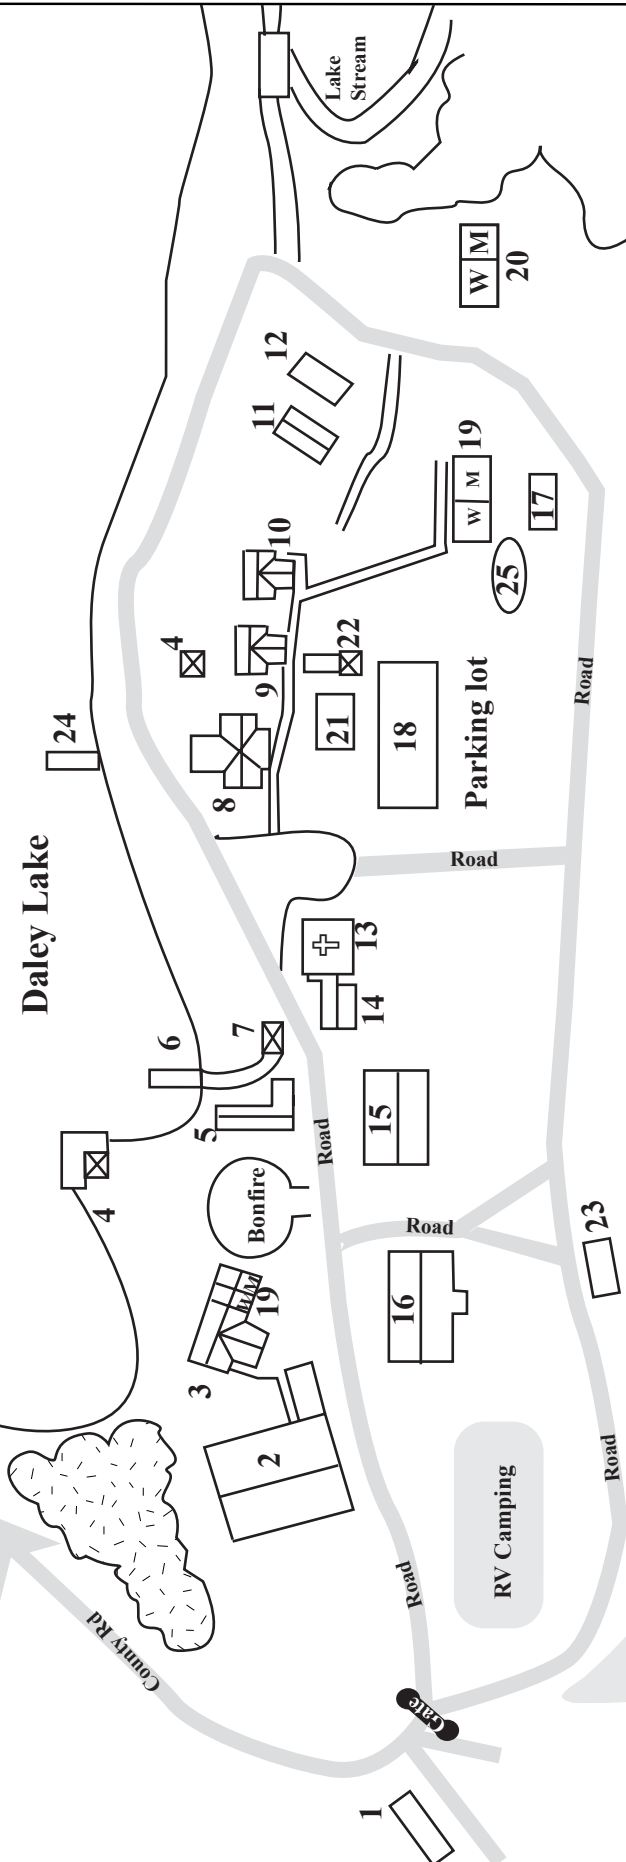 Daley Lake
24
4
County Rd
6
4
3
5
8
7
9
11
12
10
2
Bonfire
W M
19
Road
Lake
Stream
21
22
14
13
1
15
18
16
Road
Road
Gate
Road
Parking lot
W M
19
W M
20
RV Camping
25
17
Road
23
Road